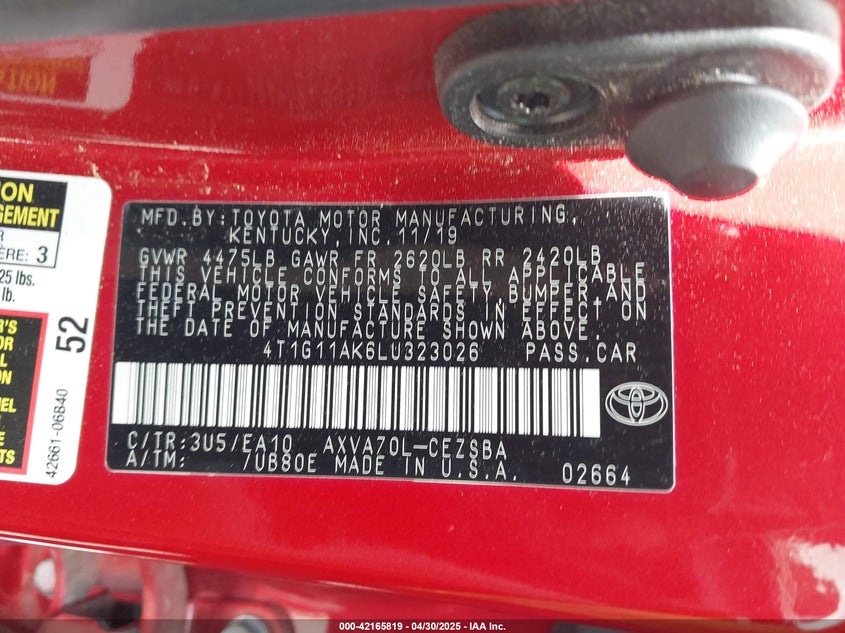 ION
GEMENT
R
ÈRE: 3
25 lbs.
lb.
52
42661-06B40
MFD.BY:TOYOTA MOTOR MANUFACTURING,
KENTUCKY,INC.11/19
GVWR 4475LB GAWR FR 2620LB RR 2420LB
THIS VEHICLE CONFORMS TO ALL APPLICABLE
FEDERAL MOTOR VEHICLE SAFETY,BUMPER,AND
THEFT PREVENTION STANDARDS IN EFFECT ON
THE DATE OF MANUFACTURE SHOWN ABOVE.
4T1G11AK6LU323026 PASS.CAR
C/TR:3U5/EA10 AXVA70L-CEZSBA
A/TM: /UB80E MADE IN U.S.A. 02664
000-42165819 - 04/30/2025 - IAA Inc.